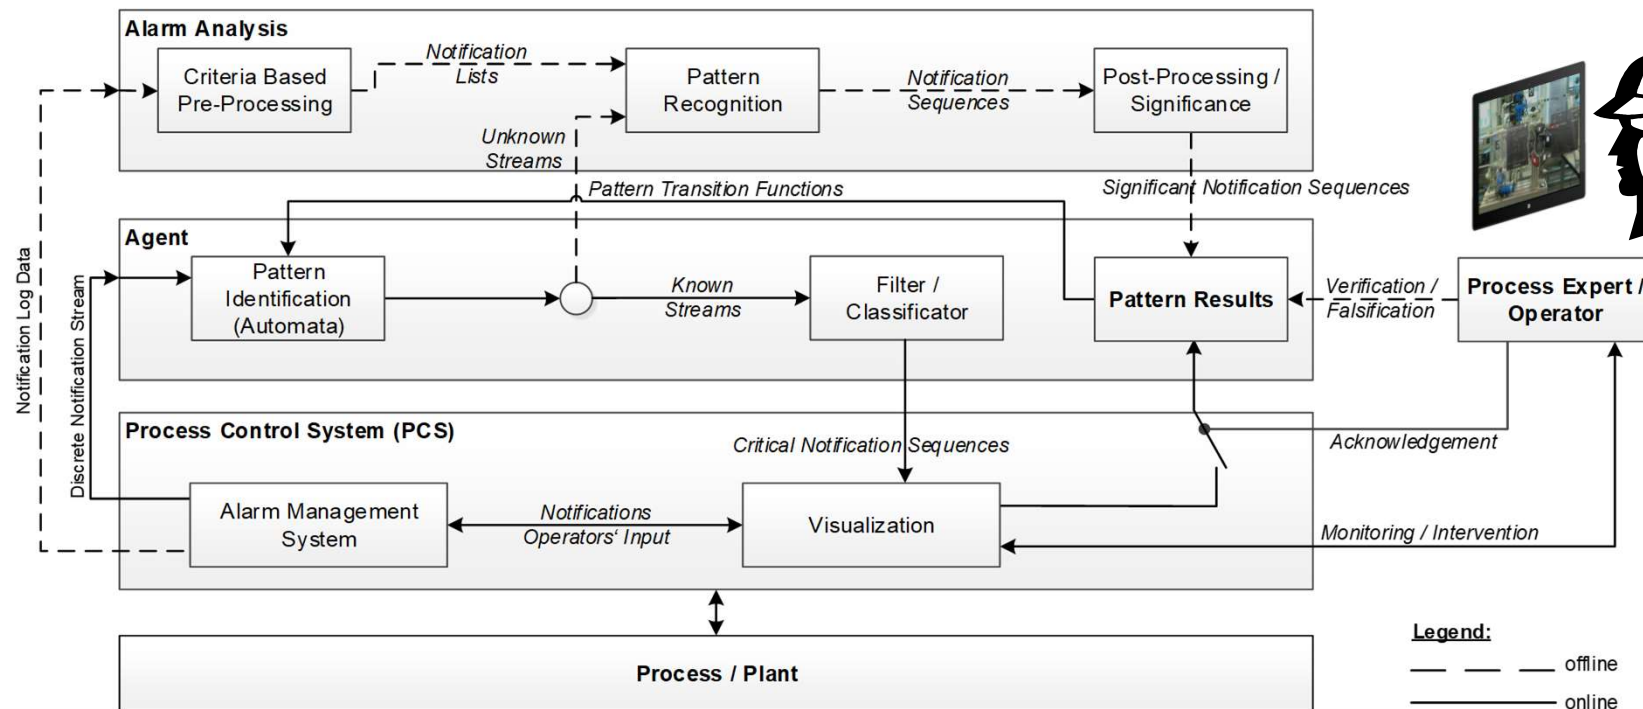 Alarm Analysis
Criteria Based
Pre-Processing
Notification
Lists
Pattern
Recognition
Notification
Sequences
Post-Processing /
Significance
Unknown
Streams
Pattern Transition Functions
Significant Notification Sequences
Notification Log Data
Discrete Notification Stream
Agent
Pattern
Identification
(Automata)
Known
Streams
Filter /
Classificator
Pattern Results
Verification /
Falsification
Process Expert /
Operator
Process Control System (PCS)
Critical Notification Sequences
Acknowledgement
Alarm Management
System
Notifications
Operators‘ Input
Visualization
Monitoring / Intervention
Process / Plant
Legend:
offline
online